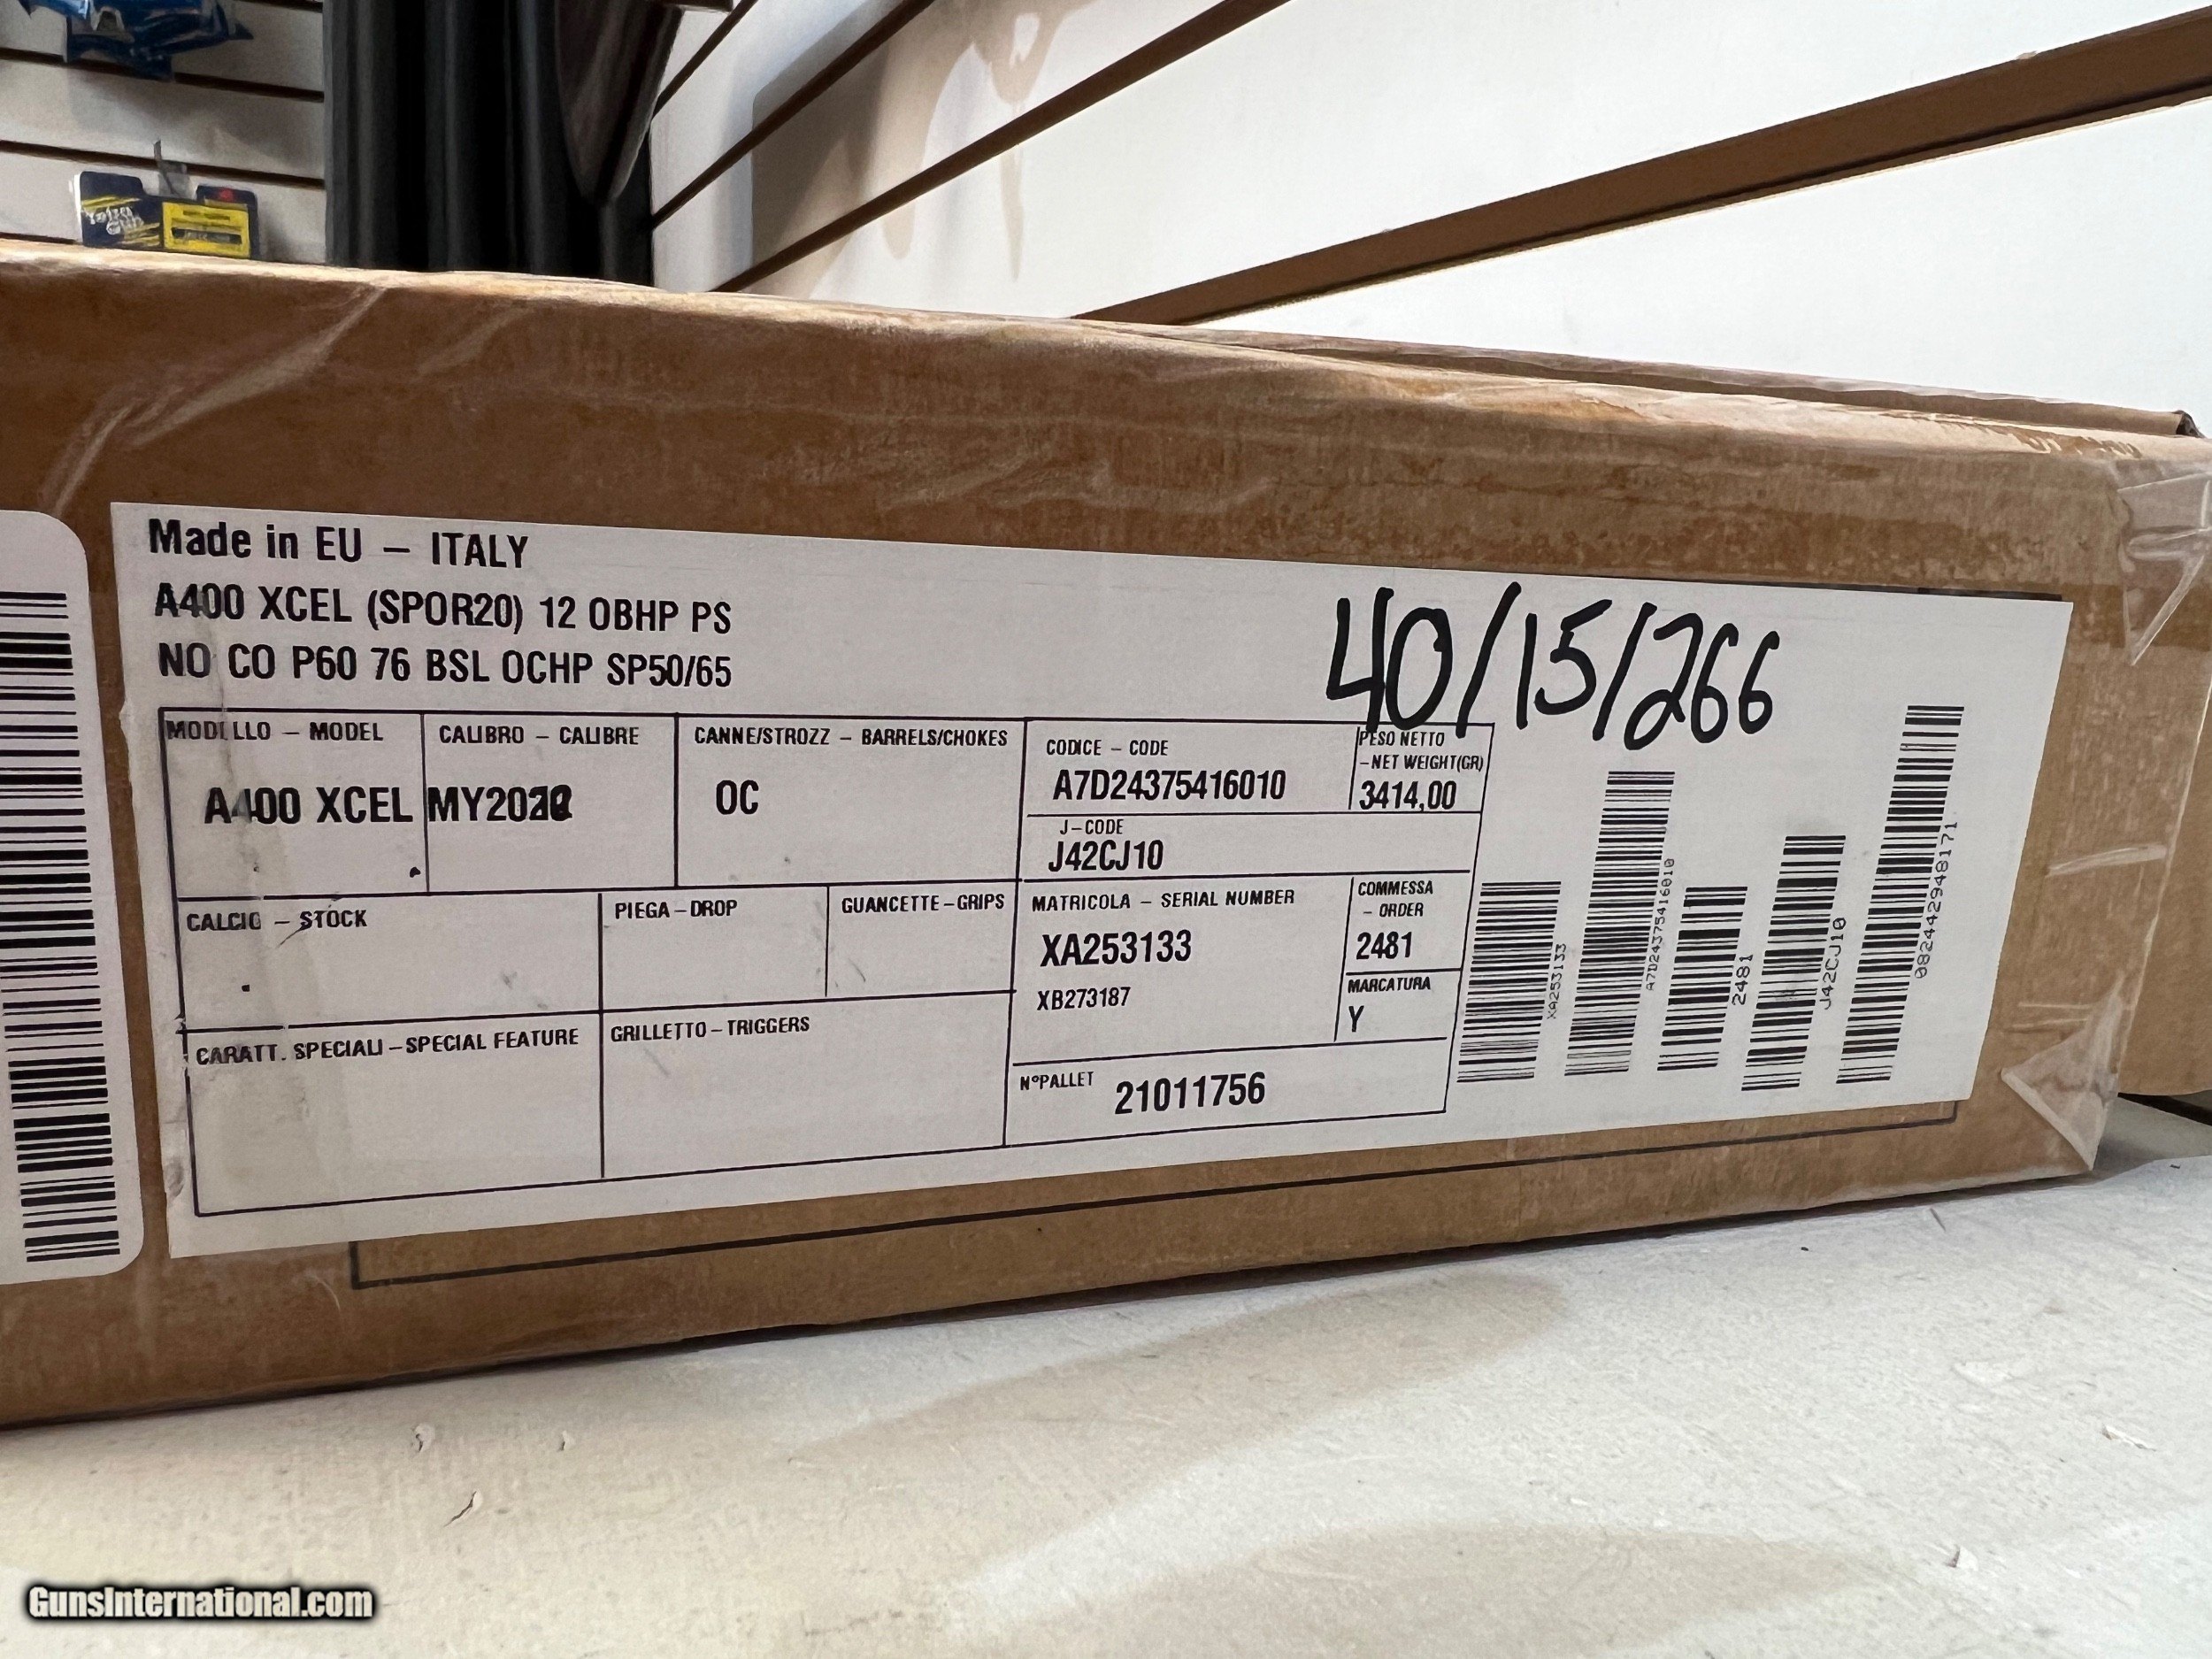 Made in EU – ITALY
A400 XCEL (SPOR20) 12 OBHP PS
NO CO P60 76 BSL OCHP SP50/65
40/15/266
MODELLO – MODEL
A400 XCEL
CALIBRO – CALIBRE
CANNE/STROZZ – BARRELS/CHOKES
OC
CODICE – CODE
A7D24375416010
PESO NETTO
–NET WEIGHT(GR)
3414,00
J–CODE
J42CJ10
CALCIO – STOCK
PIEGA–DROP
GUANCETTE–GRIPS
MATRICOLA – SERIAL NUMBER
XA253133
XB273187
COMMESSA
– ORDER
2481
MARCATURA
Y
CARATT. SPECIALI–SPECIAL FEATURE
GRILLETTO–TRIGGERS
N°PALLET
21011756
XA253133
A7D24375416010
2481
J42CJ10
082442948171
GunsInternational.com